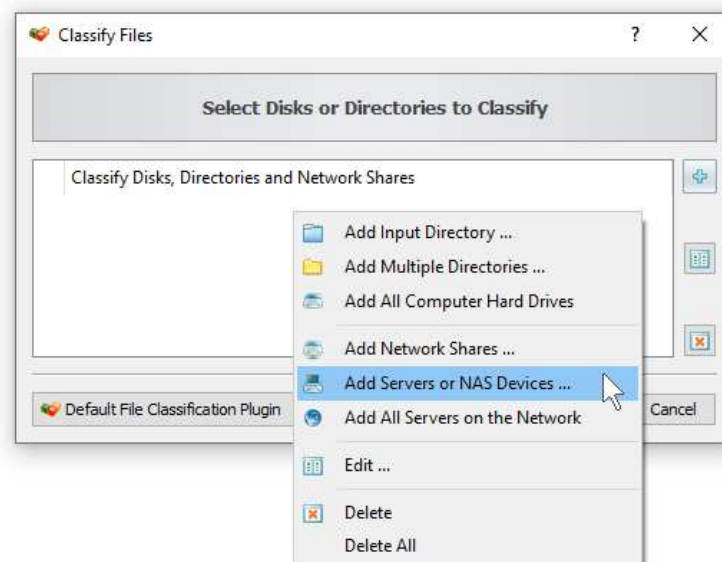 Classify Files
?
Select Disks or Directories to Classify
Classify Disks, Directories and Network Shares
Add Input Directory ...
Add Multiple Directories ...
Add All Computer Hard Drives
Add Network Shares ...
Add Servers or NAS Devices ...
Default File Classification Plugin
Add All Servers on the Network
Cancel
Edit ...
Delete
Delete All